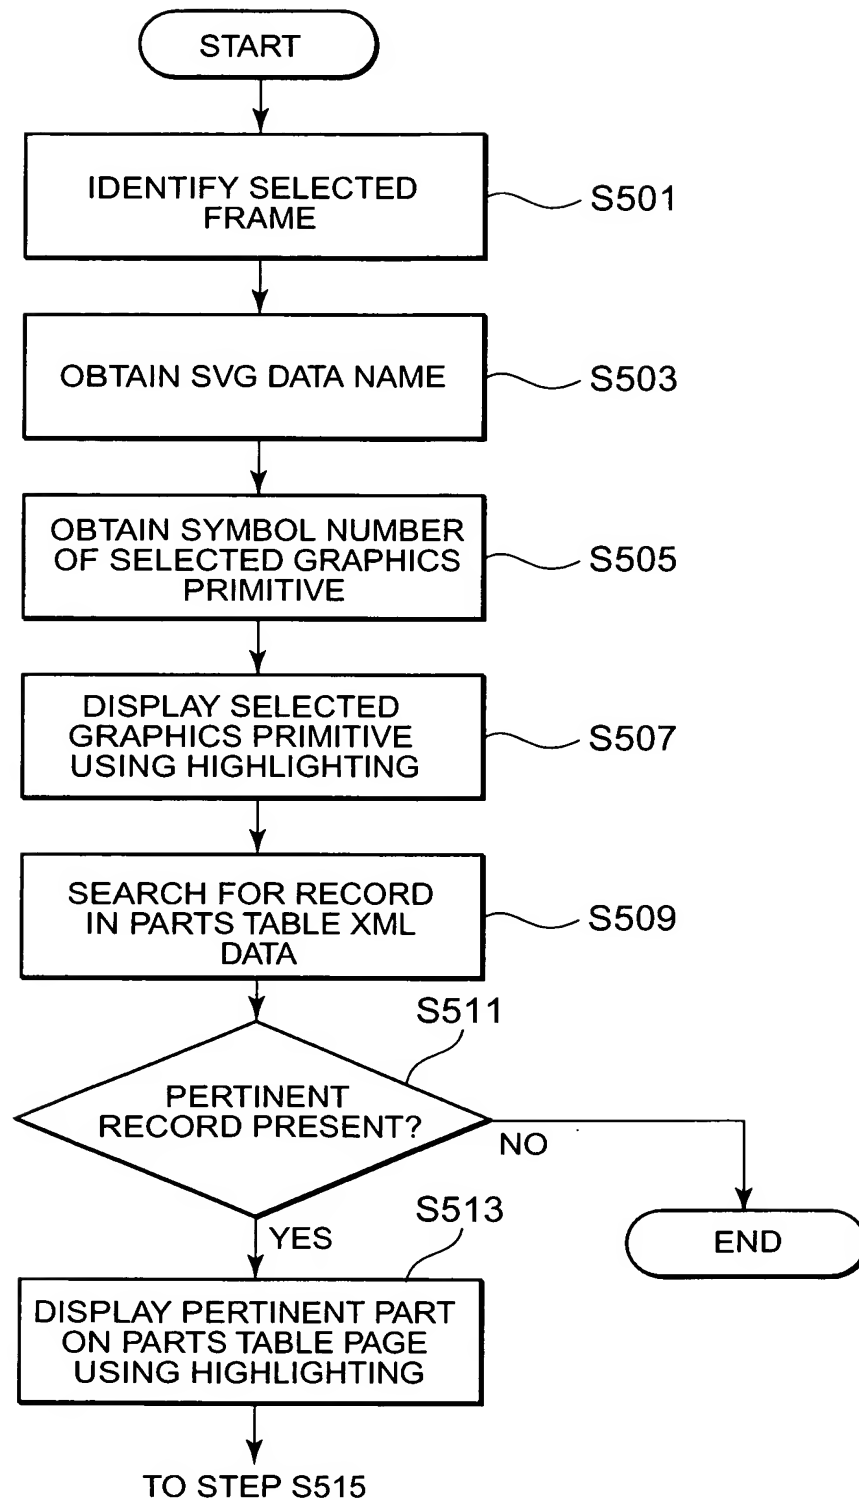 START
IDENTIFY SELECTED
FRAME
S501
OBTAIN SVG DATA NAME
S503
OBTAIN SYMBOL NUMBER
OF SELECTED GRAPHICS
PRIMITIVE
S505
DISPLAY SELECTED
GRAPHICS PRIMITIVE
USING HIGHLIGHTING
S507
SEARCH FOR RECORD
IN PARTS TABLE XML
DATA
S509
S511
PERTINENT
RECORD PRESENT?
NO
END
YES
S513
DISPLAY PERTINENT PART
ON PARTS TABLE PAGE
USING HIGHLIGHTING
TO STEP S515